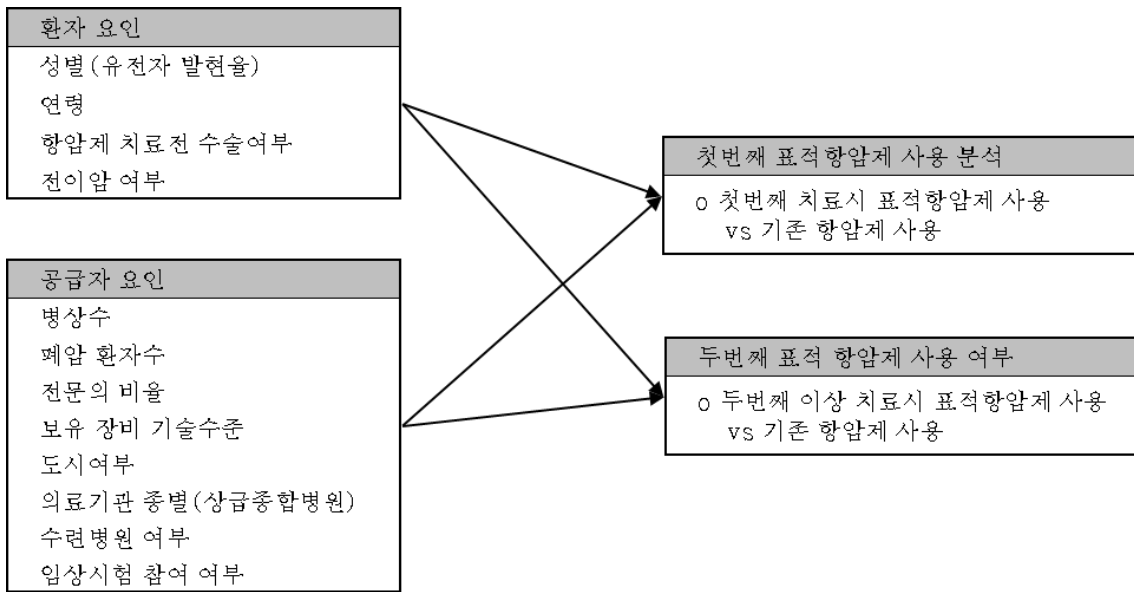 환자 요인
성별(유전자 발현율)
연령
항암제 치료전 수술여부
전이암 여부
공급자 요인
병상수
폐암 환자수
전문의 비율
보유 장비 기술수준
도시여부
의료기관 종별(상급종합병원)
수련병원 여부
임상시험 참여 여부
첫번째 표적항암제 사용 분석
o 첫번째 치료시 표적항암제 사용
vs 기존 항암제 사용
두번째 표적 항암제 사용 여부
o 두번째 이상 치료시 표적항암제 사용
vs 기존 항암제 사용